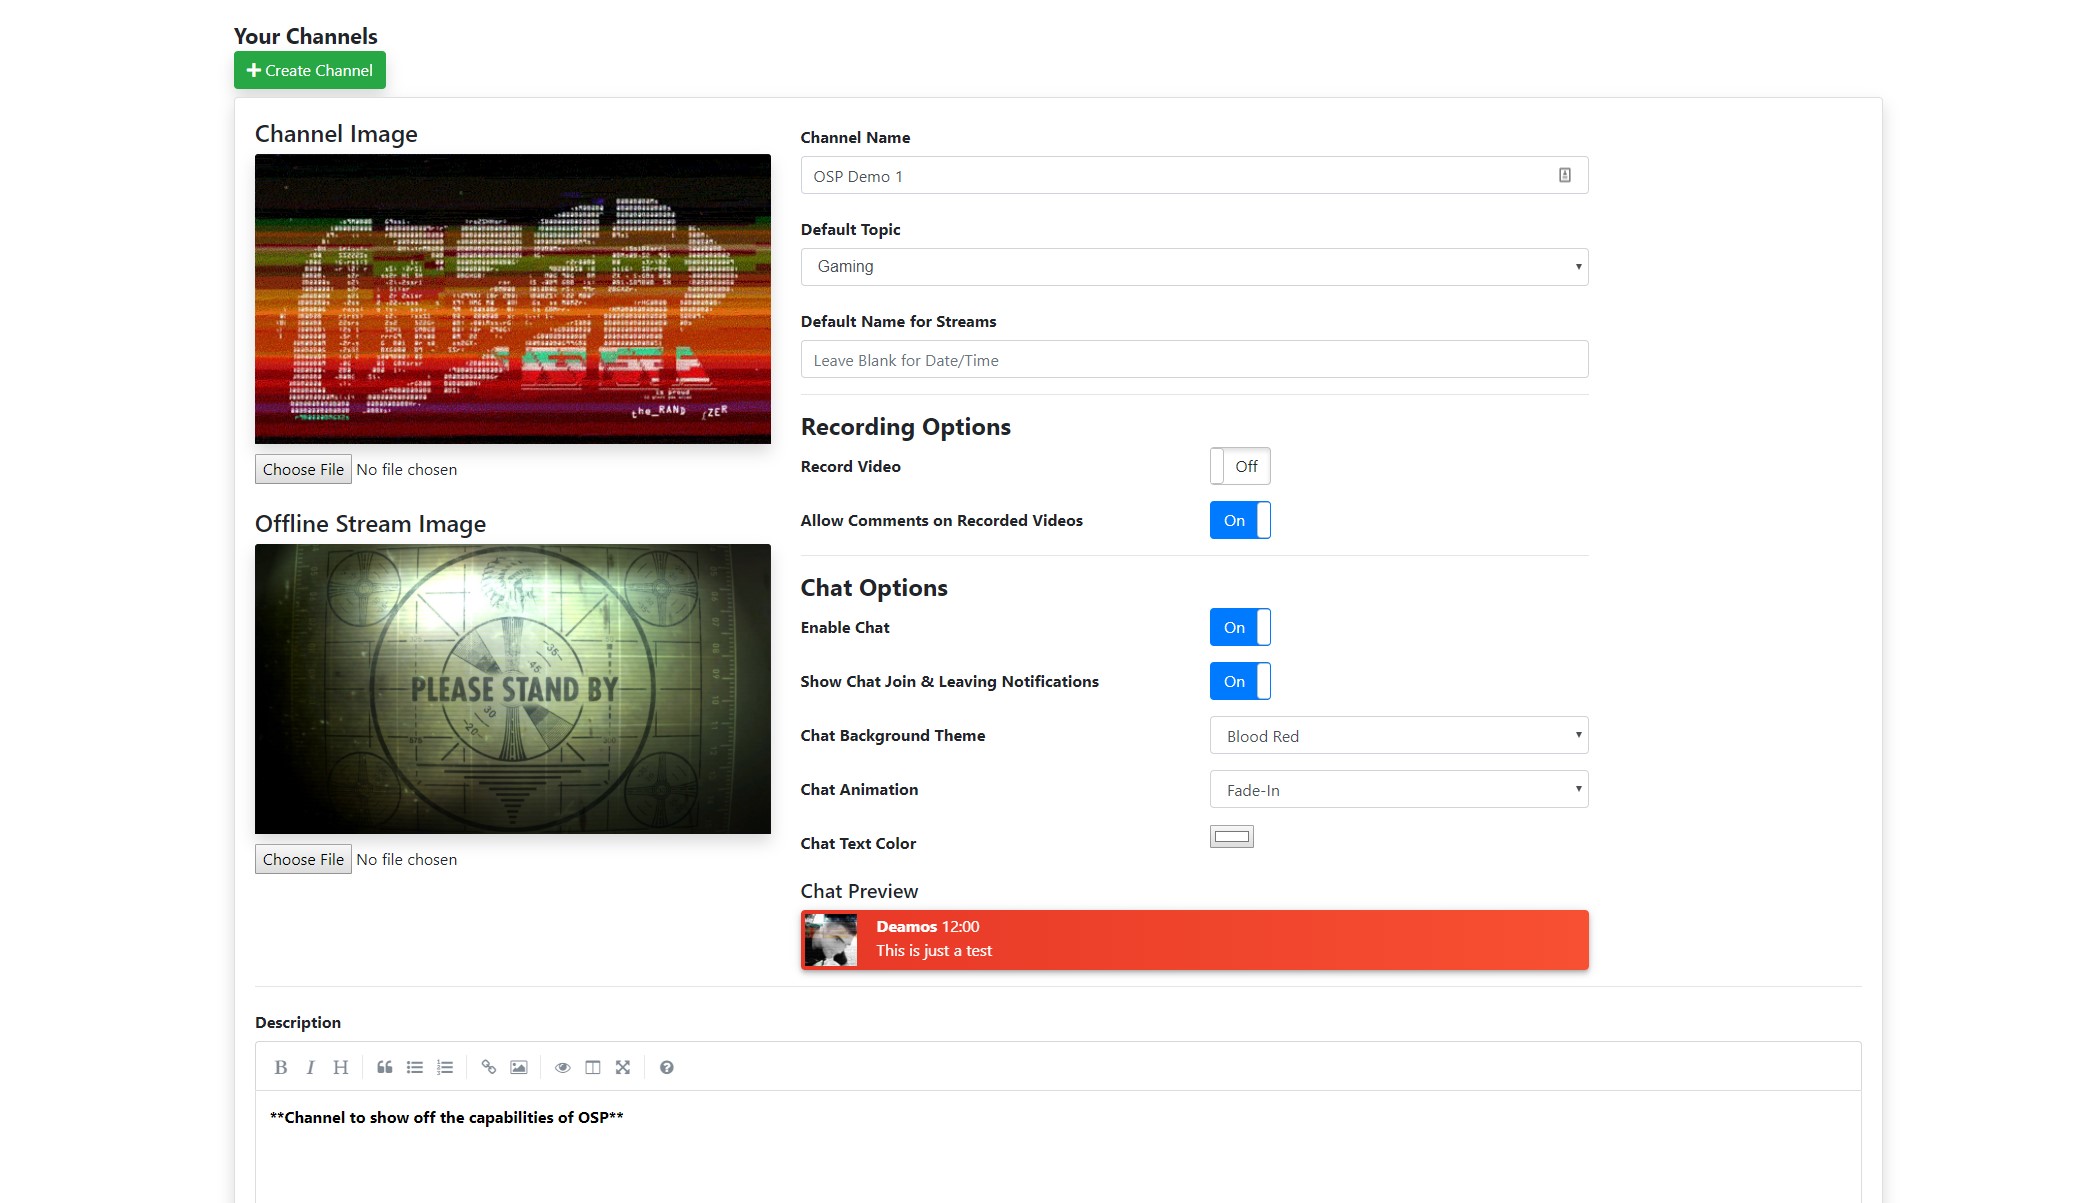 Your Channels
Create Channel
Channel Image
the_RAND
ZER
Choose File No file chosen
Offline Stream Image
PLEASE STAND BY
Choose File No file chosen
Channel Name
OSP Demo 1
Default Topic
Gaming
Default Name for Streams
Leave Blank for Date/Time
Recording Options
Record Video Off
Allow Comments on Recorded Videos On
Chat Options
Enable Chat On
Show Chat Join & Leaving Notifications On
Chat Background Theme Blood Red
Chat Animation Fade-In
Chat Text Color
Chat Preview
Deamos 12:00
This is just a test
Description
B I H
**Channel to show off the capabilities of OSP**